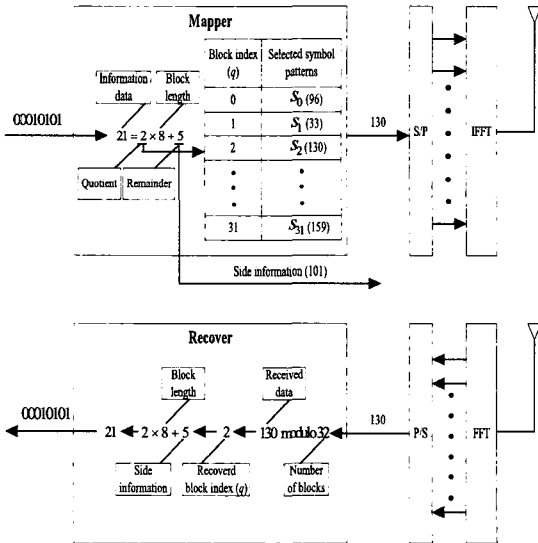 Mapper
Block index (q)
Selected symbol patterns
Information data
Block length
0
S0 (96)
1
S1 (33)
2
S2 (130)
31
S31 (159)
00010101
21 = 2 × 8 + 5
Quotient
Remainder
130
S/P
IFFT
Side information (101)
Recover
Block length
Received data
00010101
21
2 × 8 + 5
2
130 modulo 32
130
P/S
FFT
Side information
Recoverd block index (q)
Number of blocks